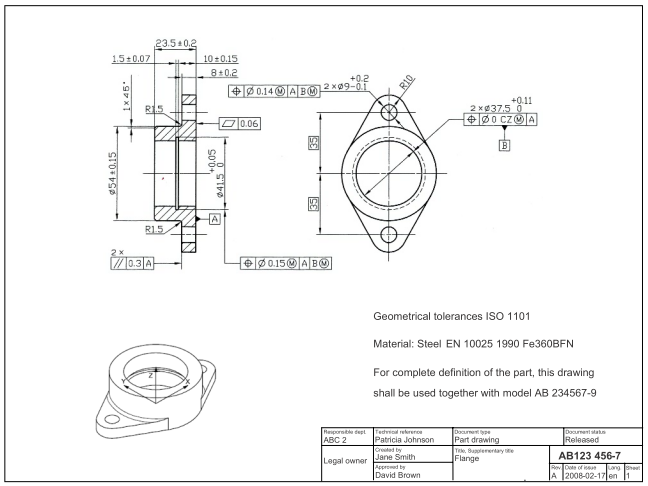 23.5±0.2
1.5±0.07
10±0.15
8±0.2
1×45°
R1.5
⏥ 0.06
⌀54±0.15
⌀41.5 +0.05 0
A
R1.5
2×
// 0.3 A
⌖ ⌀ 0.15 Ⓜ A B Ⓜ
⌖ ⌀ 0.14 Ⓜ A B Ⓜ
2×⌀9 +0.2 -0.1
R10
2×⌀37.5 +0.11 0
⌖ ⌀ 0 CZ Ⓜ A
B
35
35
Geometrical tolerances ISO 1101
Material: Steel EN 10025 1990 Fe360BFN
For complete definition of the part, this drawing
shall be used together with model AB 234567-9
Z
Y
X
Responsible dept.
ABC 2
Technical reference
Patricia Johnson
Document type
Part drawing
Document status
Released
Legal owner
Created by
Jane Smith
Approved by
David Brown
Title, Supplementary title
Flange
AB123 456-7
Rev.
A
Date of issue
2008-02-17
Lang.
en
Sheet
1